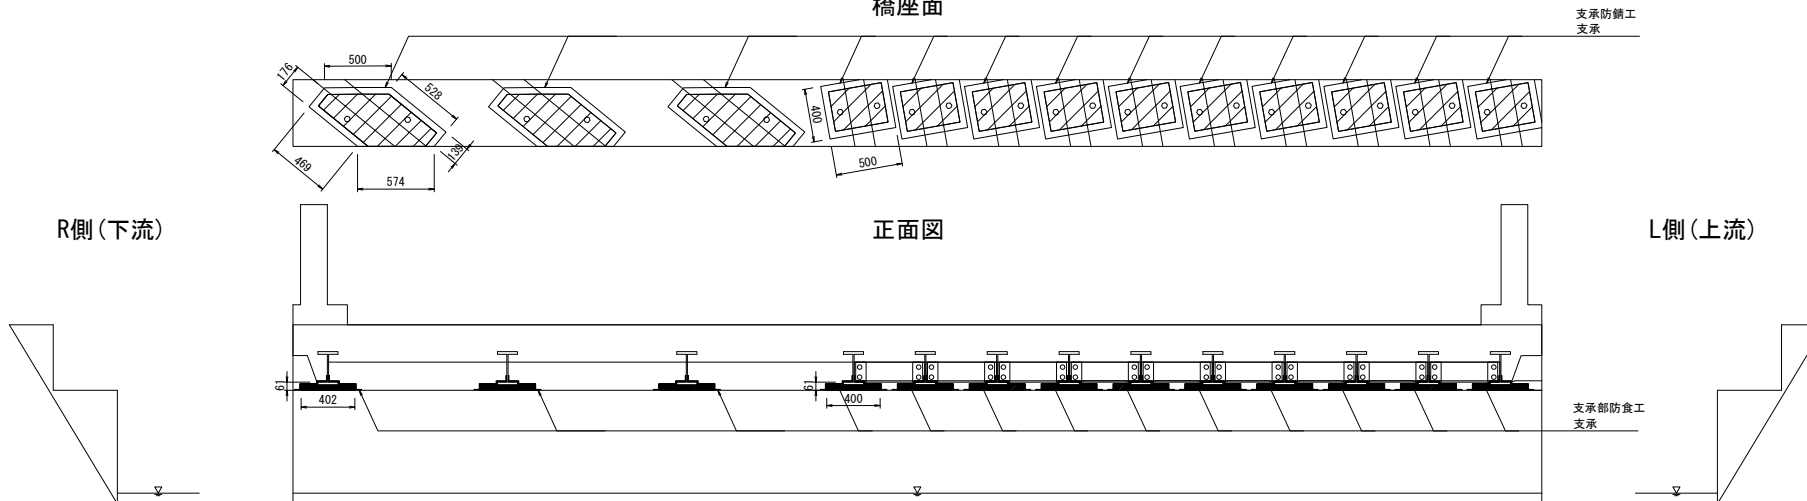 橋座面
支承防錆工
支承
176
500
528
139
469
574
400
500
R側(下流)
正面図
L側(上流)
61
402
61
400
支承部防食工
支承